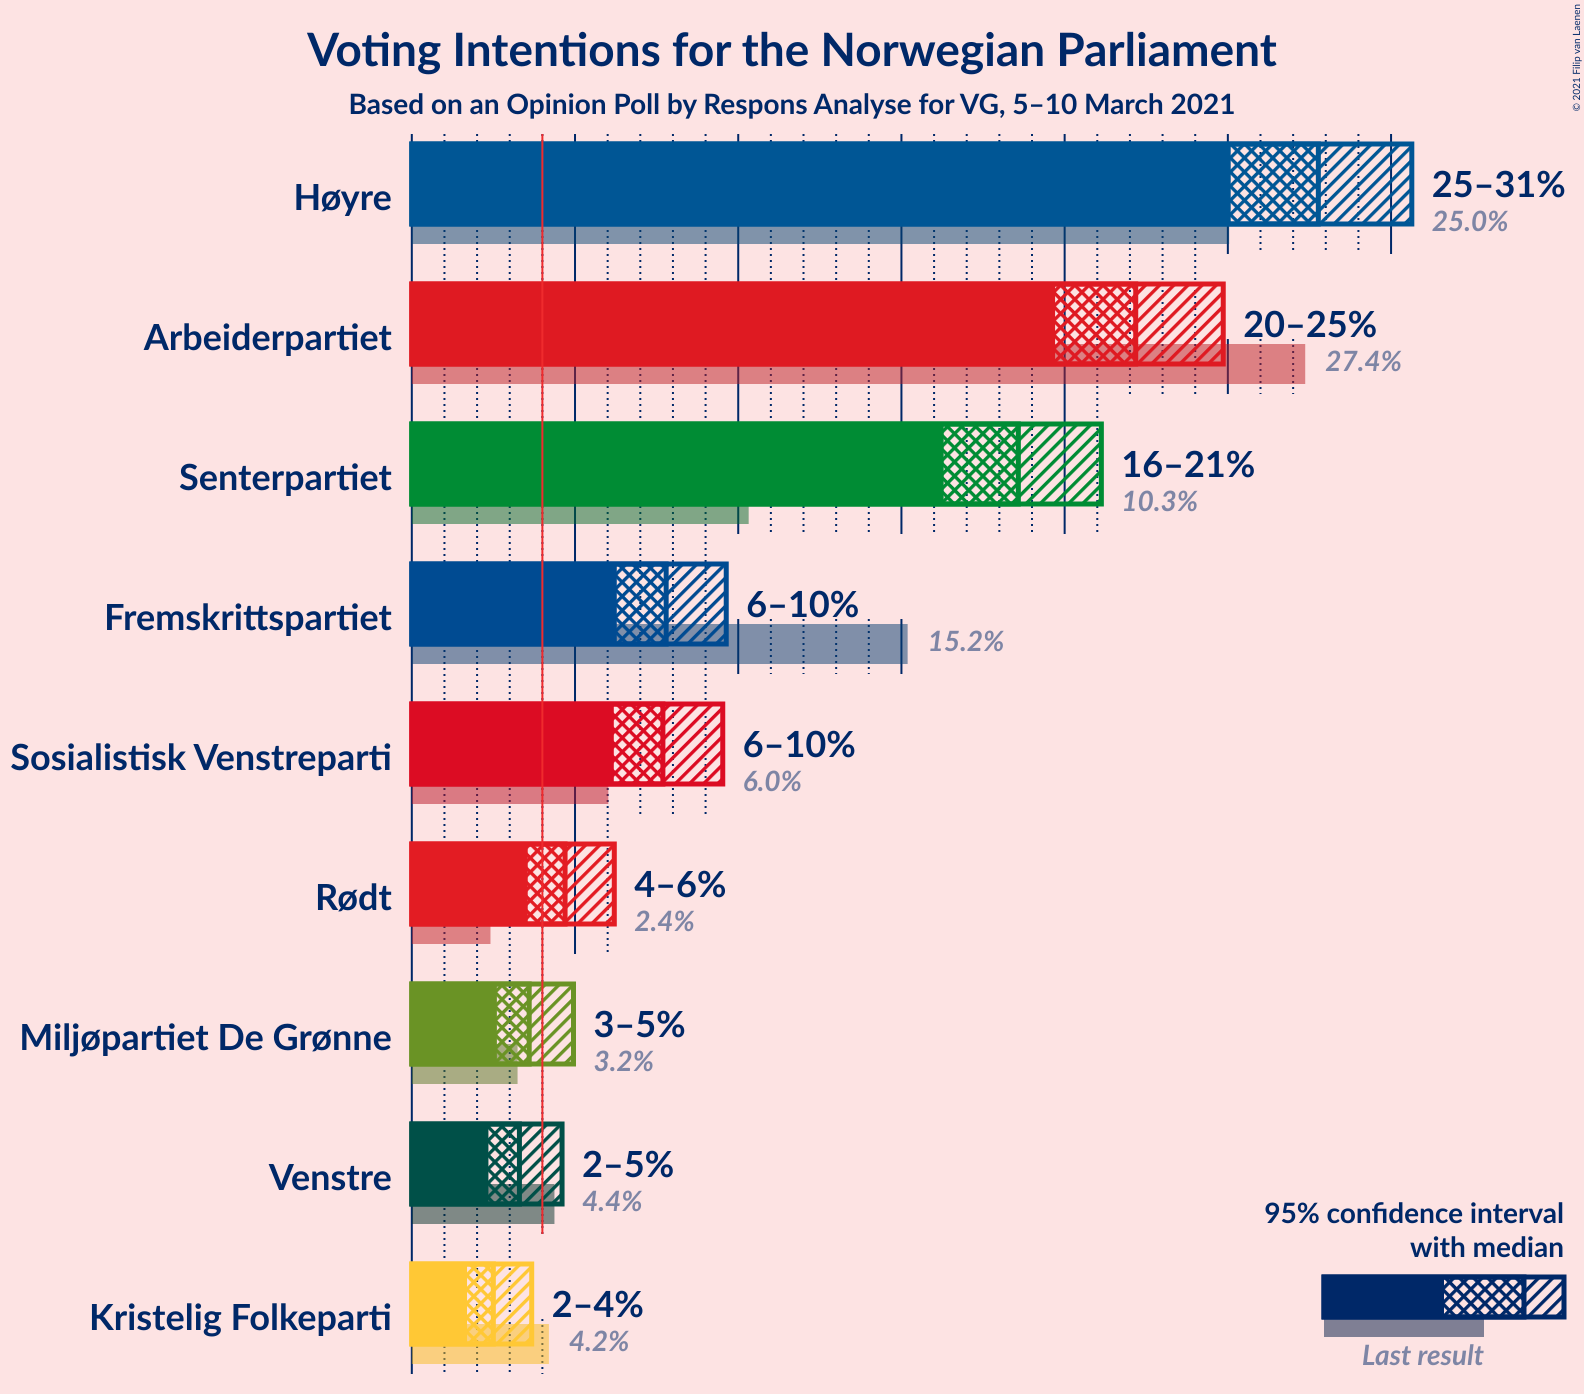 Voting Intentions for the Norwegian Parliament
Based on an Opinion Poll by Respons Analyse for VG, 5–10 March 2021
© 2021 Filip van Laenen
Høyre
25–31%
25.0%
Arbeiderpartiet
20–25%
27.4%
Senterpartiet
16–21%
10.3%
Fremskrittspartiet
6–10%
15.2%
Sosialistisk Venstreparti
6–10%
6.0%
Rødt
4–6%
2.4%
Miljøpartiet De Grønne
3–5%
3.2%
Venstre
2–5%
4.4%
Kristelig Folkeparti
2–4%
4.2%
95% confidence interval
with median
Last result